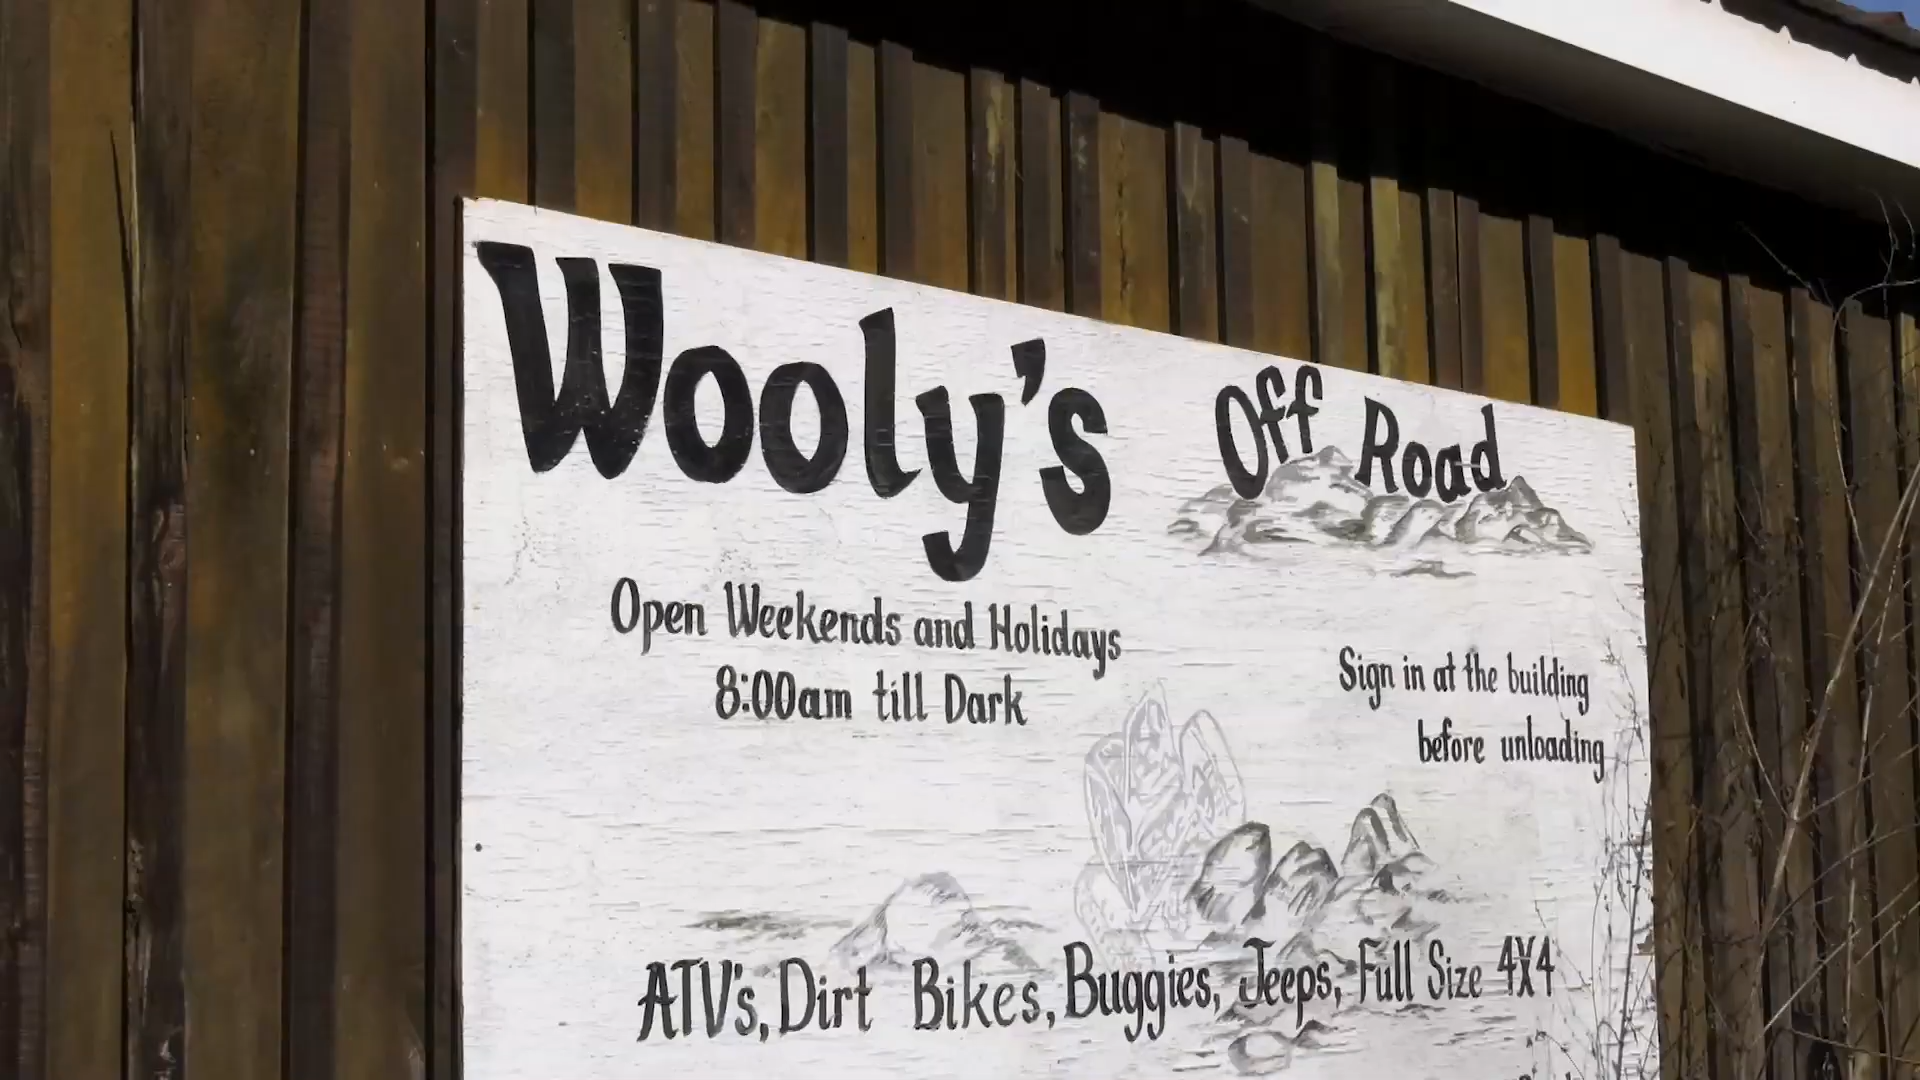 Wooly's Off Road
Open Weekends and Holidays
8:00am till Dark
Sign in at the building
before unloading
ATV's, Dirt Bikes, Buggies, Jeeps, Full Size 4X4